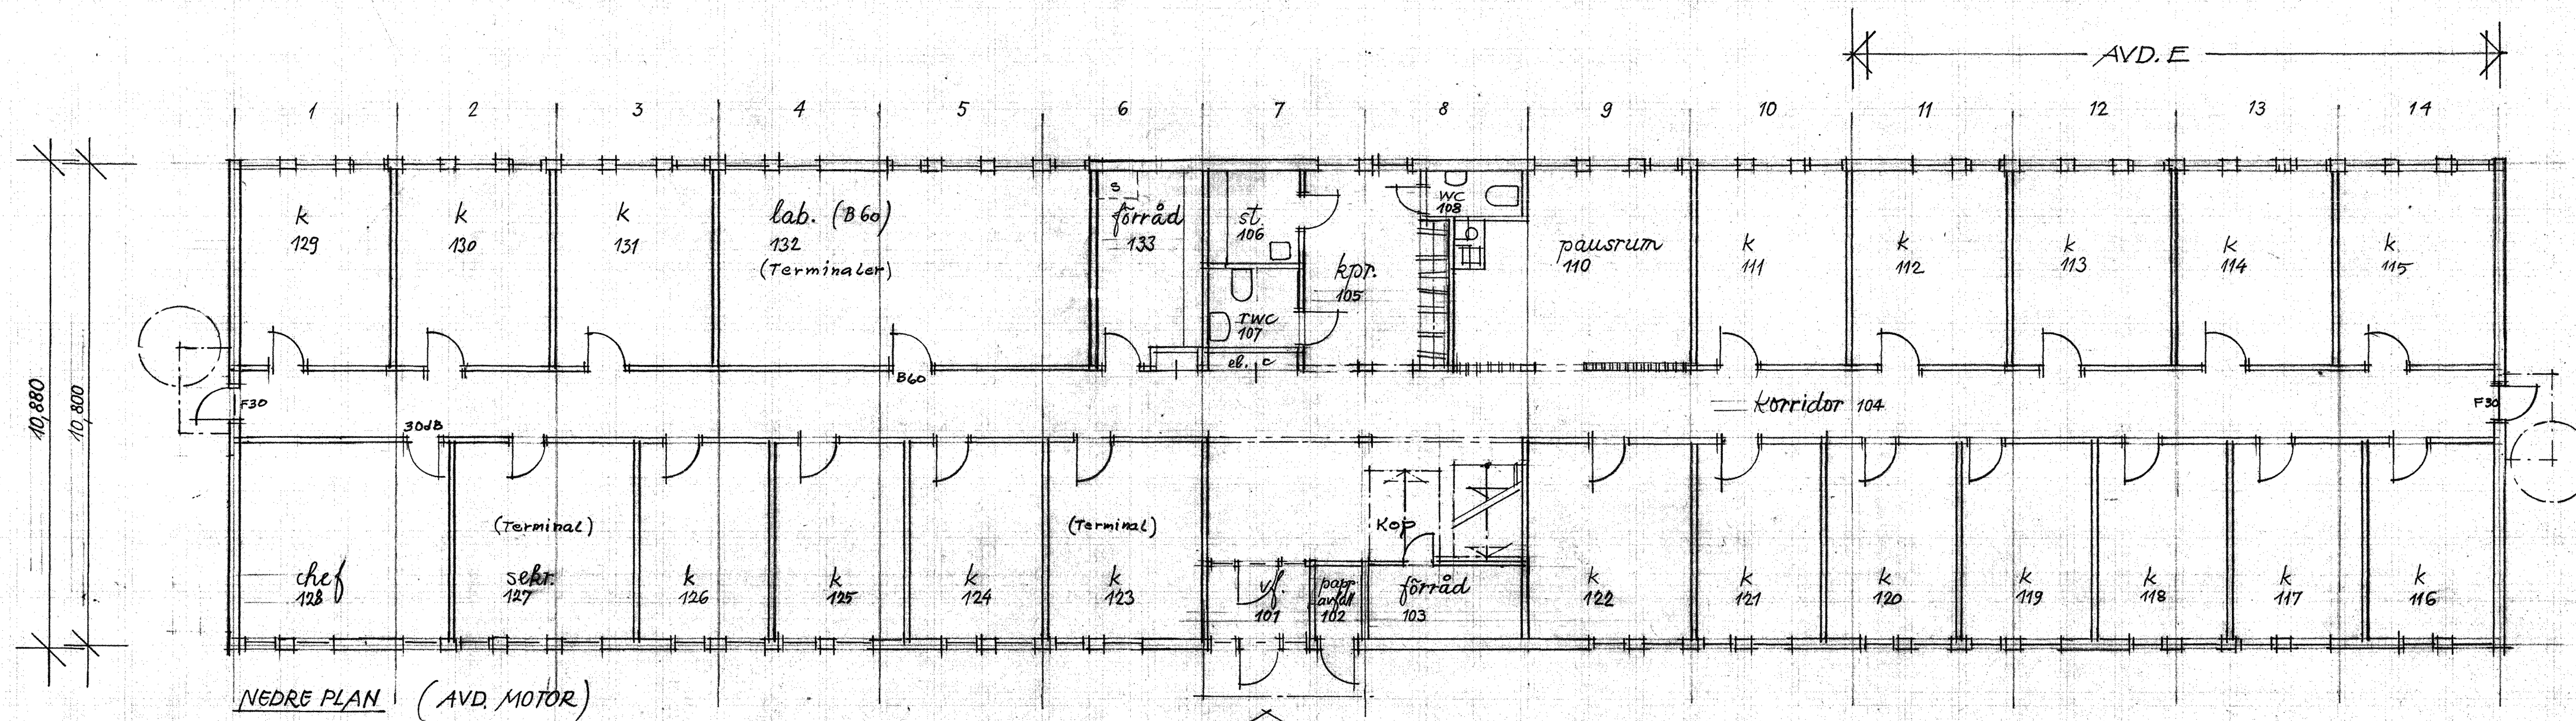 AVD. E
1 2 3 4 5 6 7 8 9 10 11 12 13 14
10,880
10,800
k
129
k
130
k
131
lab. (B60)
132
(Terminaler)
B60
s
förråd
133
st.
106
RWC
107
el. c
kpr.
105
WC
108
pausrum
110
k
111
k
112
k
113
k
114
k
115
F30
30dB
korridor 104
F30
chef
128
(Terminal)
sekr.
127
k
126
k
125
k
124
(Terminal)
k
123
vf.
101
papp.
avfall
102
Kop
förråd
103
k
122
k
121
k
120
k
119
k
118
k
117
k
116
NEDRE PLAN (AVD. MOTOR)